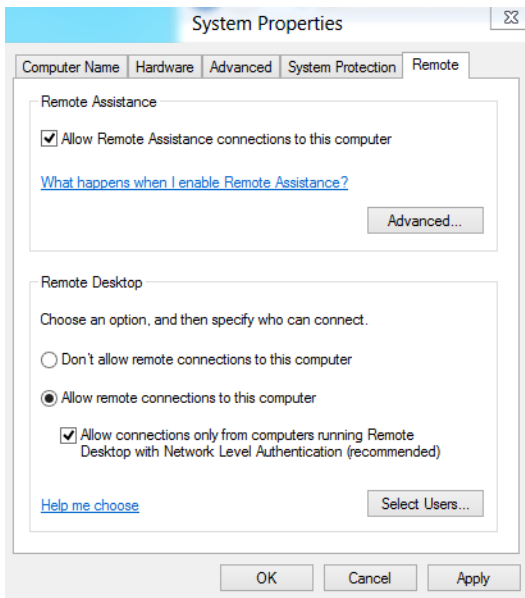 System Properties
Computer Name Hardware Advanced System Protection Remote
Remote Assistance
Allow Remote Assistance connections to this computer
What happens when I enable Remote Assistance?
Advanced...
Remote Desktop
Choose an option, and then specify who can connect.
Don't allow remote connections to this computer
Allow remote connections to this computer
Allow connections only from computers running Remote
Desktop with Network Level Authentication (recommended)
Help me choose Select Users...
OK Cancel Apply